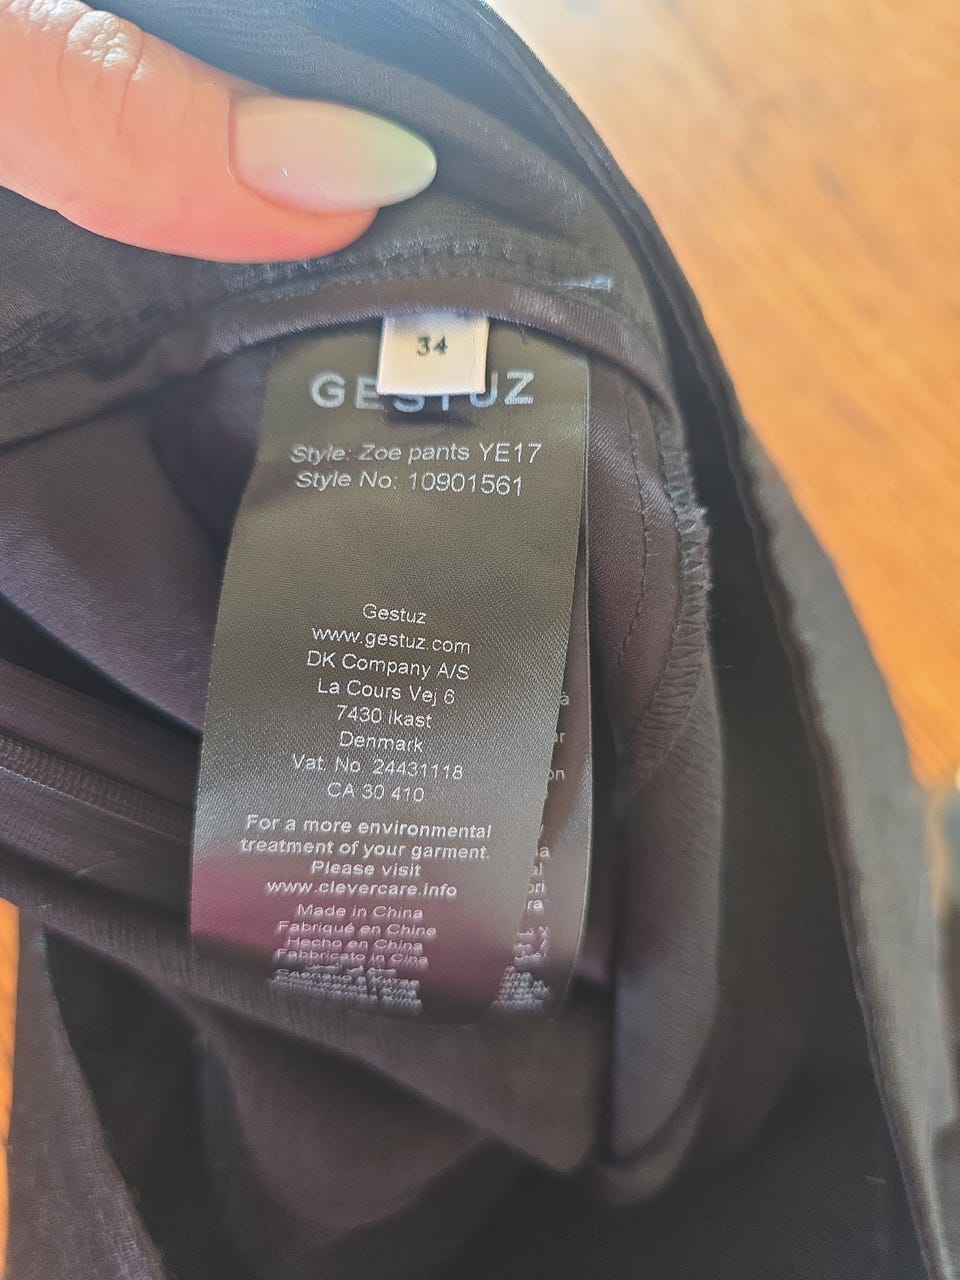 34
GESTUZ
Style: Zoe pants YE17
Style No: 10901561
Gestuz
www.gestuz.com
DK Company A/S
La Cours Vej 6
7430 Ikast
Denmark
Vat. No. 24431118
CA 30 410
For a more environmental
treatment of your garment.
Please visit
www.clevercare.info
Made in China
Fabriqué en Chine
Hecho en China
Fabbricato in Cina